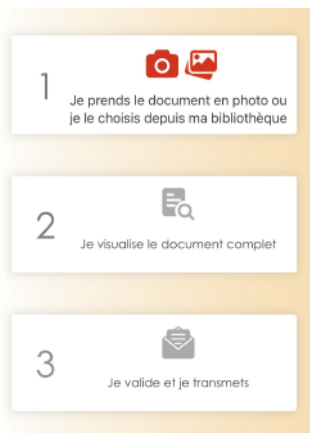 1
Je prends le document en photo ou
je le choisis depuis ma bibliothèque
2
Je visualise le document complet
3
Je valide et je transmets